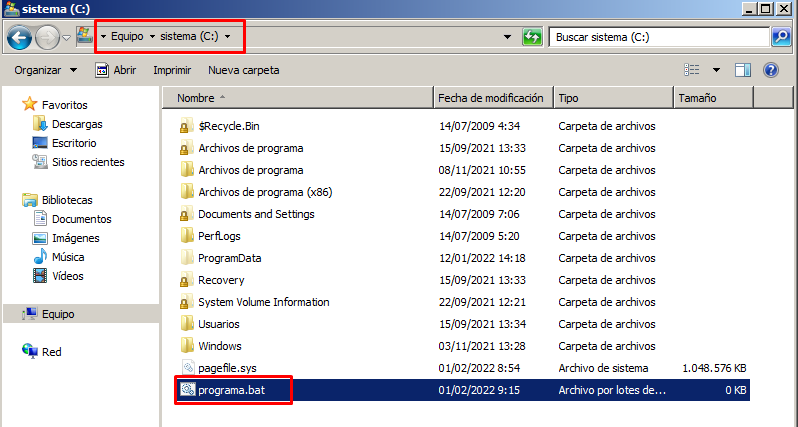 sistema (C:)
Equipo sistema (C:)
Buscar sistema (C:)
Organizar Abrir Imprimir Nueva carpeta
Favoritos
Descargas
Escritorio
Sitios recientes
Bibliotecas
Documentos
Imágenes
Música
Vídeos
Equipo
Red
Nombre Fecha de modificación Tipo Tamaño
$Recycle.Bin 14/07/2009 4:34 Carpeta de archivos
Archivos de programa 15/09/2021 13:33 Carpeta de archivos
Archivos de programa 08/11/2021 10:55 Carpeta de archivos
Archivos de programa (x86) 22/09/2021 12:20 Carpeta de archivos
Documents and Settings 14/07/2009 7:06 Carpeta de archivos
PerfLogs 14/07/2009 5:20 Carpeta de archivos
ProgramData 12/01/2022 14:18 Carpeta de archivos
Recovery 15/09/2021 13:33 Carpeta de archivos
System Volume Information 22/09/2021 12:21 Carpeta de archivos
Usuarios 15/09/2021 13:34 Carpeta de archivos
Windows 03/11/2021 13:28 Carpeta de archivos
pagefile.sys 01/02/2022 8:54 Archivo de sistema 1.048.576 KB
programa.bat 01/02/2022 9:15 Archivo por lotes de... 0 KB